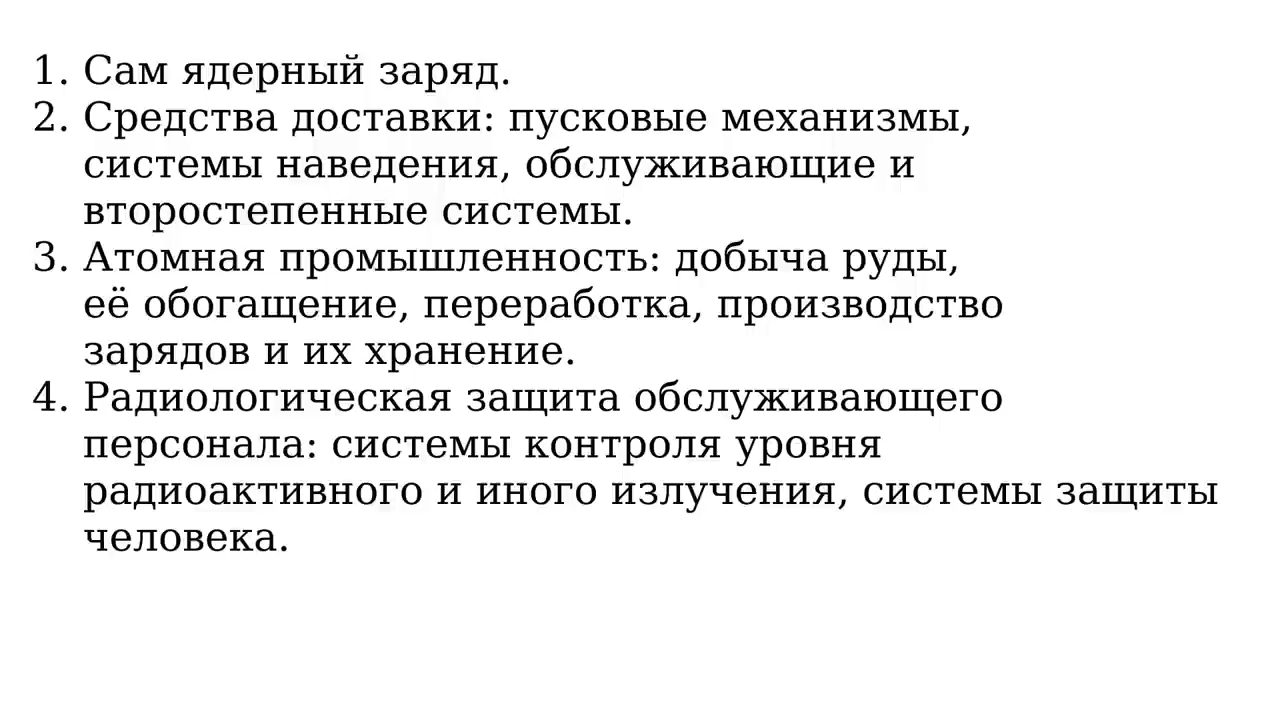 1. Сам ядерный заряд.
2. Средства доставки: пусковые механизмы,
системы наведения, обслуживающие и
второстепенные системы.
3. Атомная промышленность: добыча руды,
её обогащение, переработка, производство
зарядов и их хранение.
4. Радиологическая защита обслуживающего
персонала: системы контроля уровня
радиоактивного и иного излучения, системы защиты
человека.